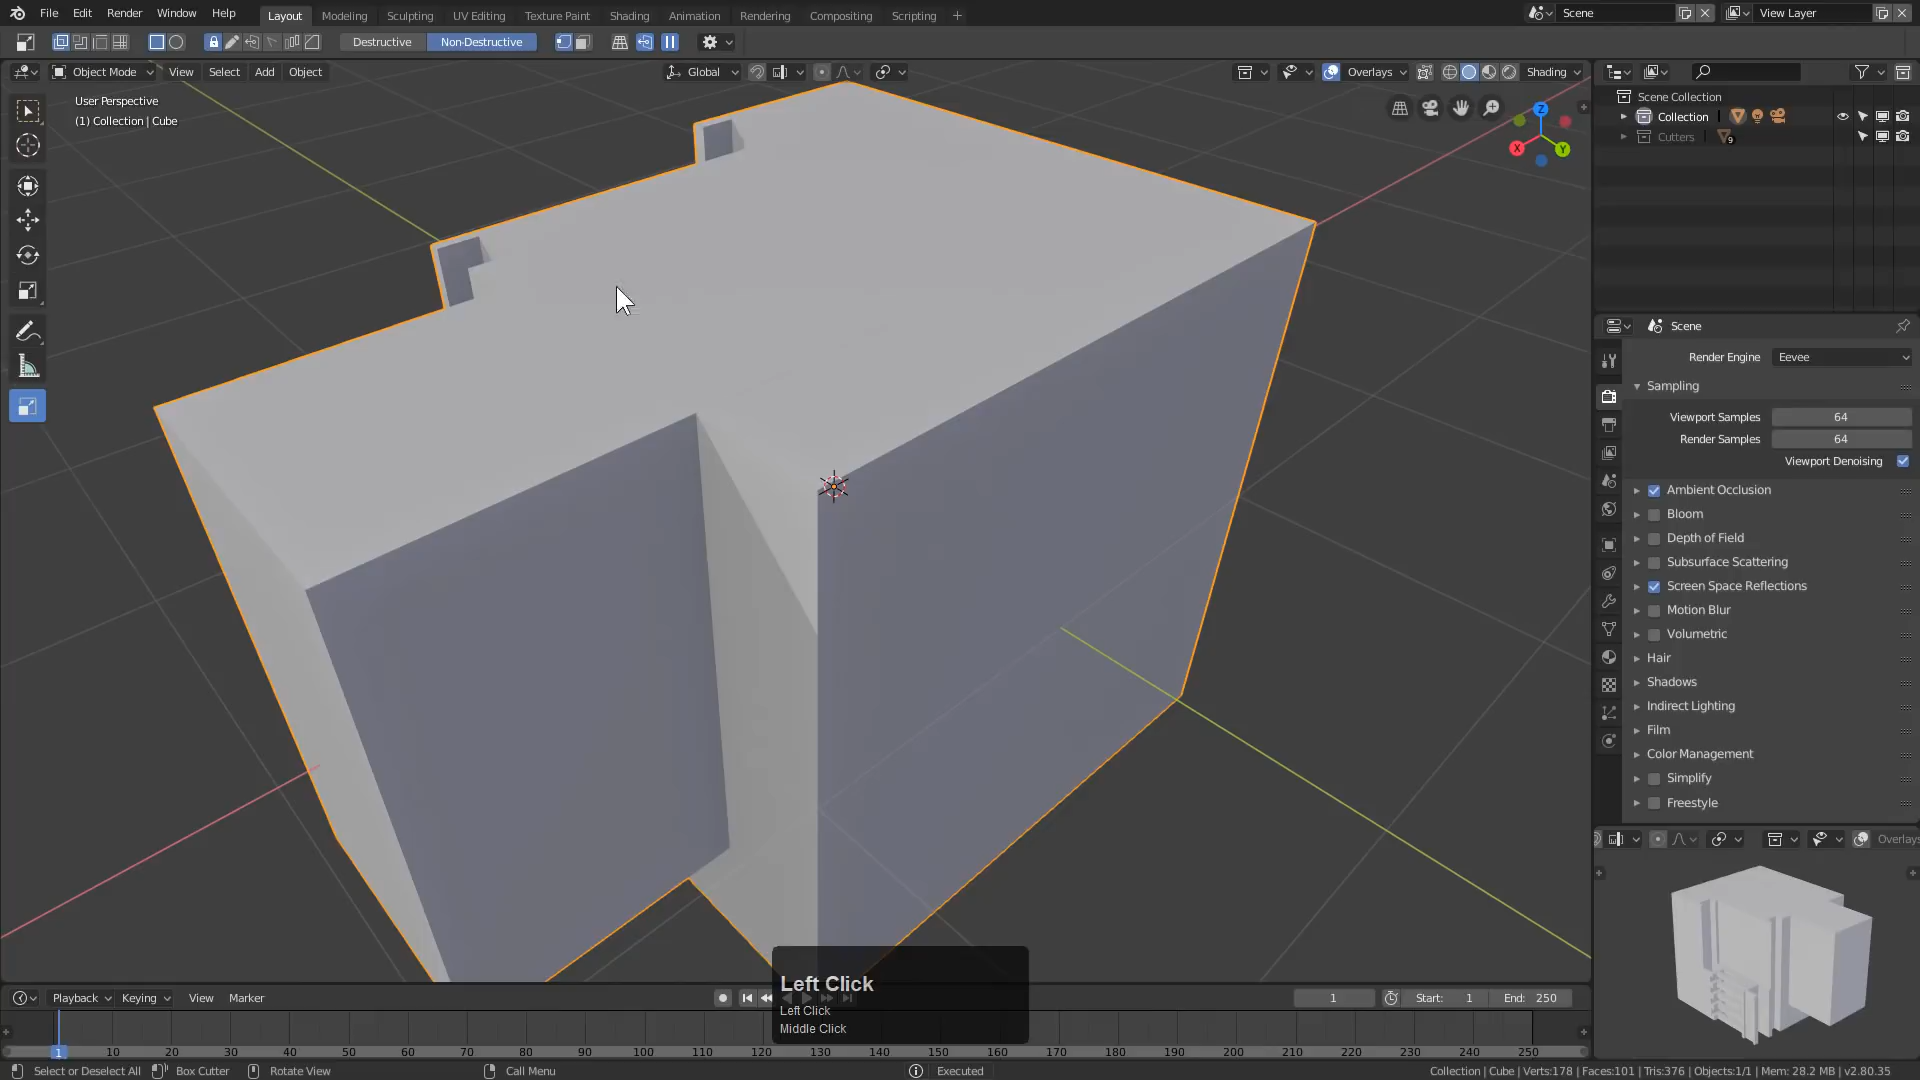 File Edit Render Window Help Layout Modeling Sculpting UV Editing Texture Paint Shading Animation Rendering Compositing Scripting Scene View Layer
Destructive Non-Destructive
Object Mode View Select Add Object Global Overlays Shading
User Perspective
(1) Collection | Cube
Z
X
Y
Scene Collection
Collection
Cutters 9
Scene
Render Engine Eevee
Sampling
Viewport Samples 64
Render Samples 64
Viewport Denoising
Ambient Occlusion
Bloom
Depth of Field
Subsurface Scattering
Screen Space Reflections
Motion Blur
Volumetric
Hair
Shadows
Indirect Lighting
Film
Color Management
Simplify
Freestyle
Overlays
Left Click
Left Click
Middle Click
Playback Keying View Marker 1 Start: 1 End: 250
1 10 20 30 40 50 60 70 80 90 100 110 120 130 140 150 160 170 180 190 200 210 220 230 240 250
Select or Deselect All Box Cutter Rotate View Call Menu Executed Collection | Cube | Verts:178 | Faces:101 | Tris:376 | Objects:1/1 | Mem: 28.2 MB | v2.80.35